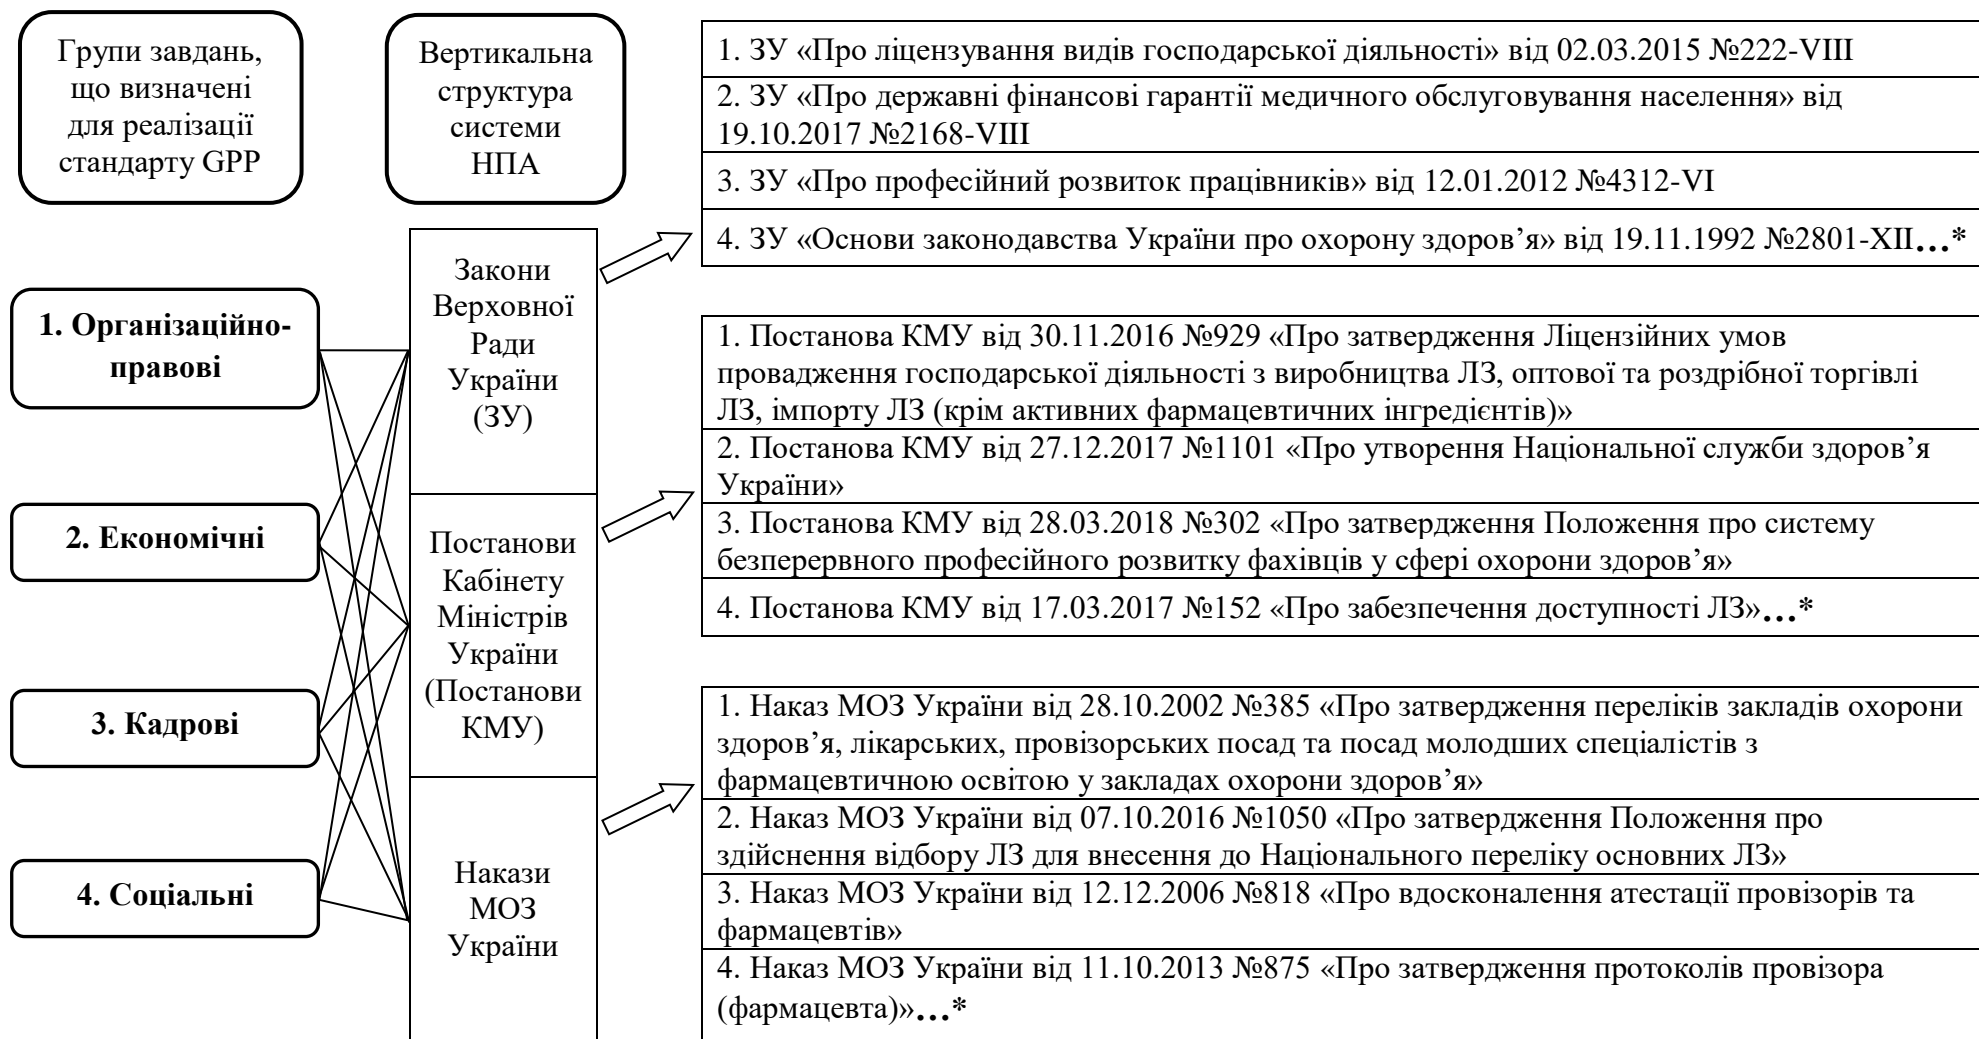 Групи завдань,
що визначені
для реалізації
стандарту GPP
Вертикальна
структура
системи
НПА
1. Організаційно-
правові
2. Економічні
3. Кадрові
4. Соціальні
Закони
Верховної
Ради
України
(ЗУ)
Постанови
Кабінету
Міністрів
України
(Постанови
КМУ)
Накази
МОЗ
України
1. ЗУ «Про ліцензування видів господарської діяльності» від 02.03.2015 №222-VIII
2. ЗУ «Про державні фінансові гарантії медичного обслуговування населення» від
19.10.2017 №2168-VIII
3. ЗУ «Про професійний розвиток працівників» від 12.01.2012 №4312-VI
4. ЗУ «Основи законодавства України про охорону здоров’я» від 19.11.1992 №2801-XII…*
1. Постанова КМУ від 30.11.2016 №929 «Про затвердження Ліцензійних умов
провадження господарської діяльності з виробництва ЛЗ, оптової та роздрібної торгівлі
ЛЗ, імпорту ЛЗ (крім активних фармацевтичних інгредієнтів)»
2. Постанова КМУ від 27.12.2017 №1101 «Про утворення Національної служби здоров’я
України»
3. Постанова КМУ від 28.03.2018 №302 «Про затвердження Положення про систему
безперервного професійного розвитку фахівців у сфері охорони здоров’я»
4. Постанова КМУ від 17.03.2017 №152 «Про забезпечення доступності ЛЗ»…*
1. Наказ МОЗ України від 28.10.2002 №385 «Про затвердження переліків закладів охорони
здоров’я, лікарських, провізорських посад та посад молодших спеціалістів з
фармацевтичною освітою у закладах охорони здоров’я»
2. Наказ МОЗ України від 07.10.2016 №1050 «Про затвердження Положення про
здійснення відбору ЛЗ для внесення до Національного переліку основних ЛЗ»
3. Наказ МОЗ України від 12.12.2006 №818 «Про вдосконалення атестації провізорів та
фармацевтів»
4. Наказ МОЗ України від 11.10.2013 №875 «Про затвердження протоколів провізора
(фармацевта)»…*